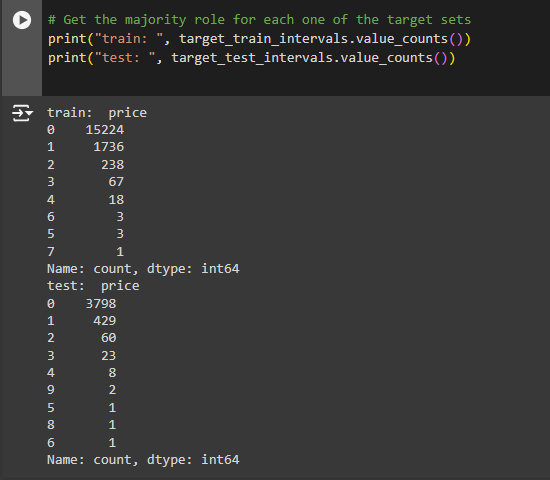 # Get the majority role for each one of the target sets
print("train: ", target_train_intervals.value_counts())
print("test: ", target_test_intervals.value_counts())
train:  price
0    15224
1     1736
2      238
3       67
4       18
6        3
5        3
7        1
Name: count, dtype: int64
test:  price
0    3798
1     429
2      60
3      23
4       8
9       2
5       1
8       1
6       1
Name: count, dtype: int64